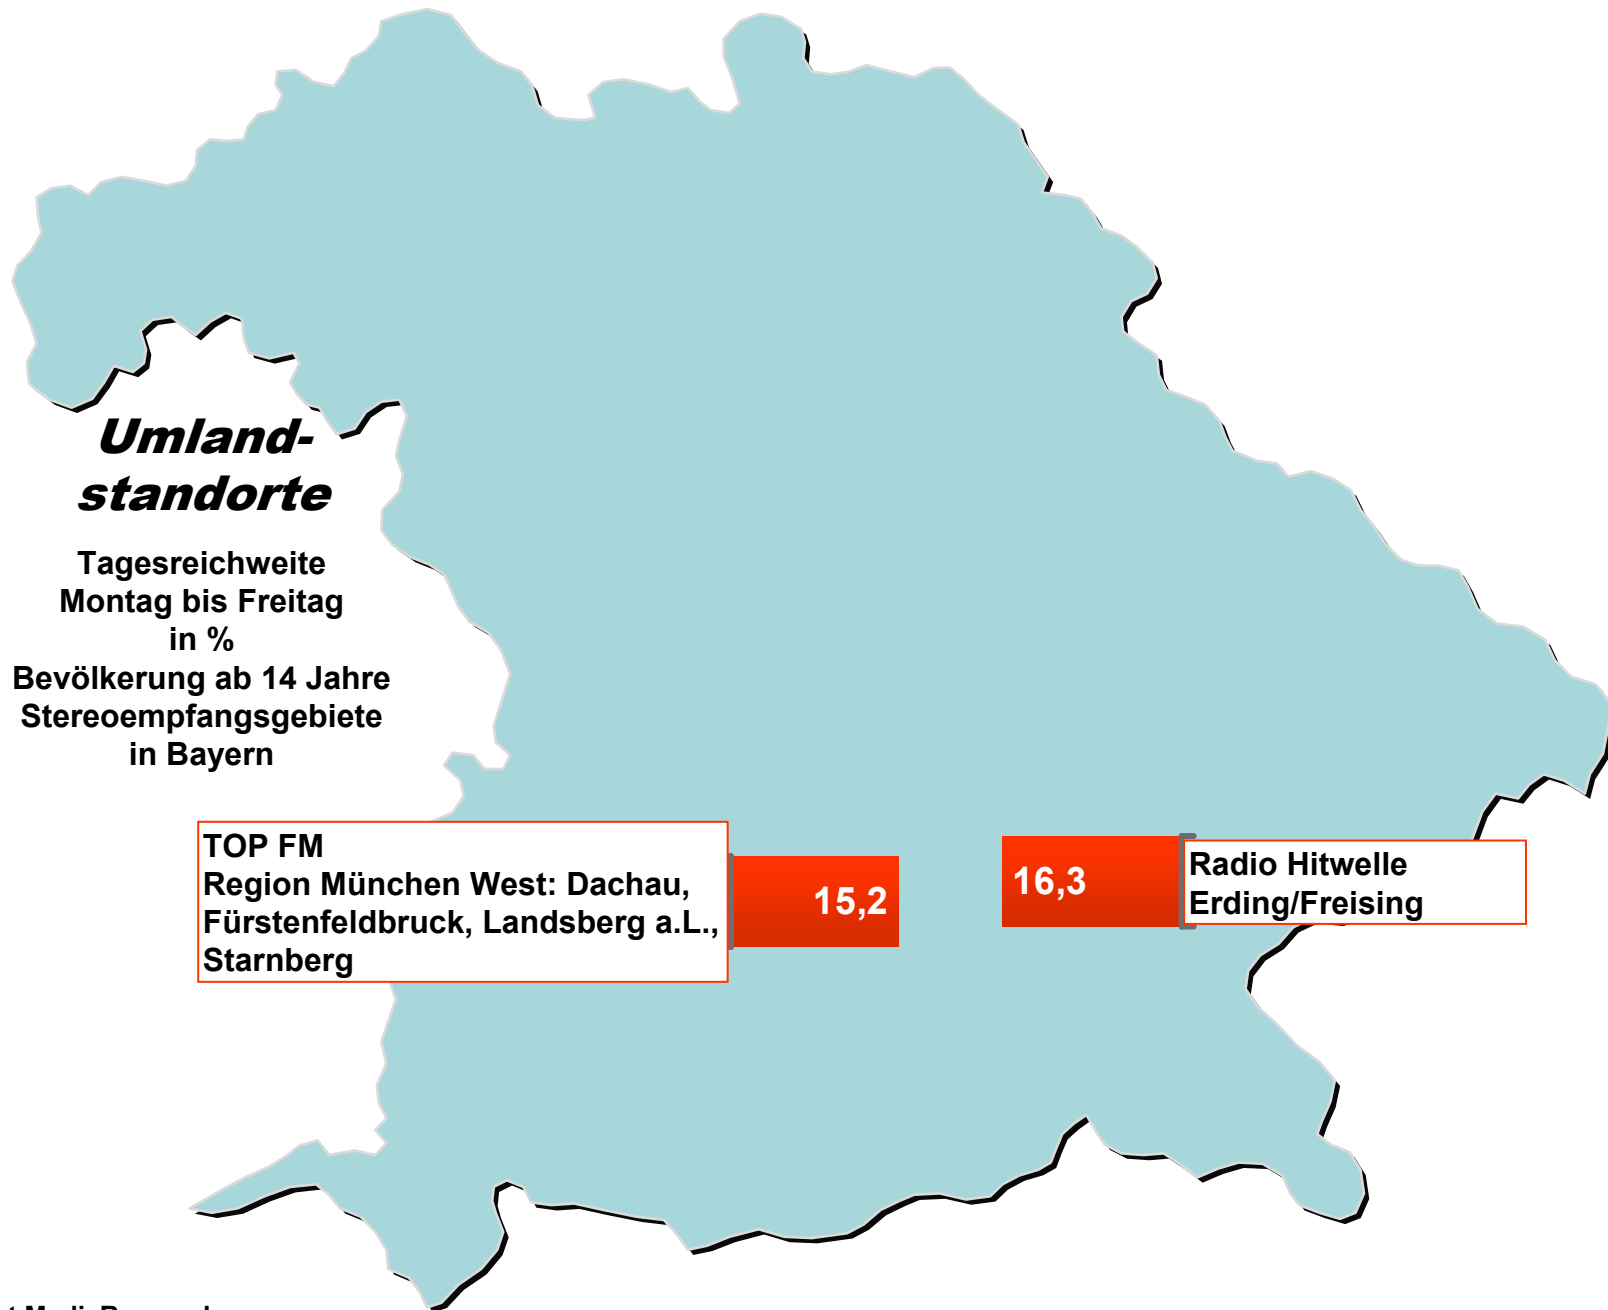 Umland-
standorte
Tagesreichweite
Montag bis Freitag
in %
Bevölkerung ab 14 Jahre
Stereoempfangsgebiete
in Bayern
TOP FM
Region München West: Dachau,
Fürstenfeldbruck, Landsberg a.L.,
Starnberg
15,2
16,3
Radio Hitwelle
Erding/Freising